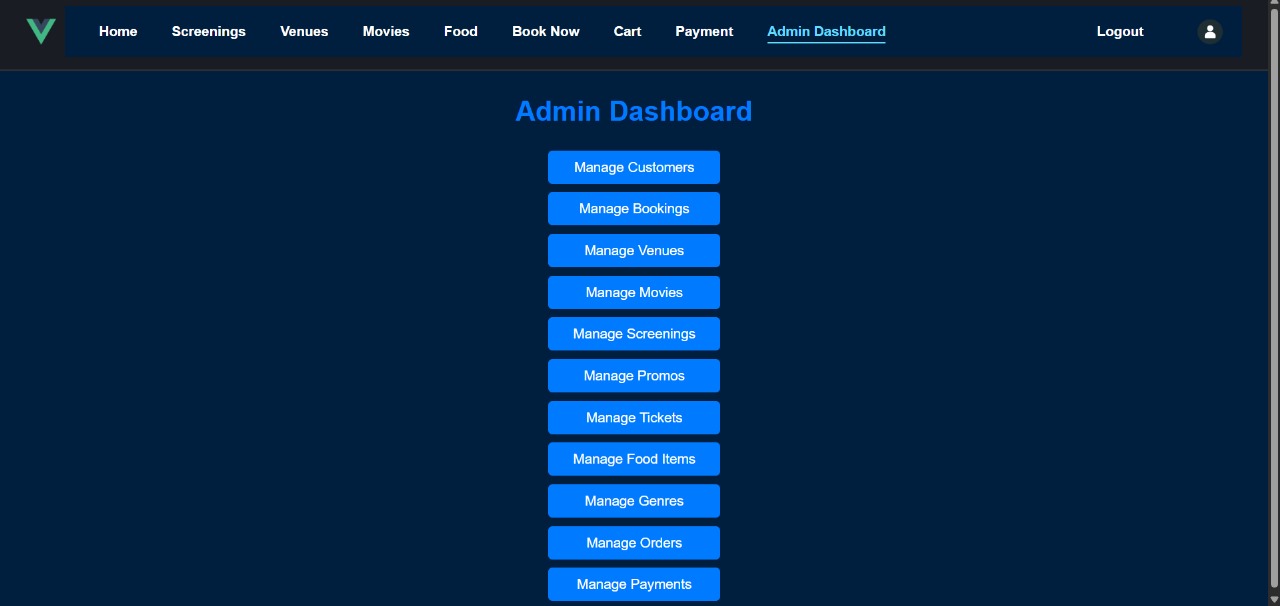 Home Screenings Venues Movies Food Book Now Cart Payment Admin Dashboard Logout
Admin Dashboard
Manage Customers
Manage Bookings
Manage Venues
Manage Movies
Manage Screenings
Manage Promos
Manage Tickets
Manage Food Items
Manage Genres
Manage Orders
Manage Payments